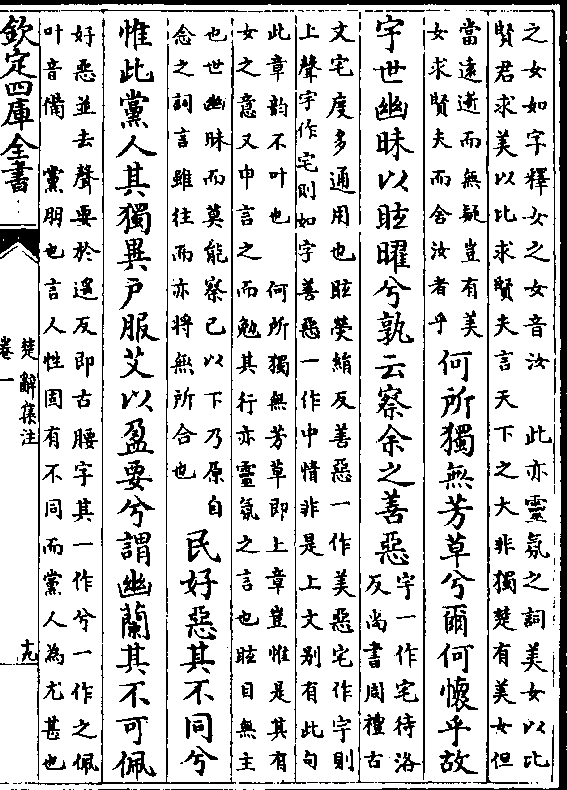 之女如字釋女之女音汝　此亦靈氛之詞美女以比
賢君求美以比求賢夫言天下之大非獨楚有美女但
當遠逝而無疑豈有美
女求賢夫而舍汝者乎
何所獨無芳草兮爾何懷乎故
宇世幽昧以眩曜兮孰云察余之善惡
宇一作宅待洛
反尚書周禮古
文宅度多通用也眩熒絹反善惡一作美惡宅作宇則
上聲宇作宅則如字善惡一作中情非是上文别有此句
此章韵不叶也　何所獨無芳草即上章豈惟是其有
女之意又申言之而勉其行亦靈氛之言也眩目無主
也世幽昧而莫能察已以下乃原自
念之詞言雖往而亦將無所合也
民好惡其不同兮
惟此黨人其獨異戶服艾以盈要兮謂幽蘭其不可佩
好惡並去聲要於遙反即古腰字其一作兮一作之佩
叶音備　黨朋也言人性固有不同而黨人為尤甚也
欽定四庫全書
楚辭集注
卷一
十九